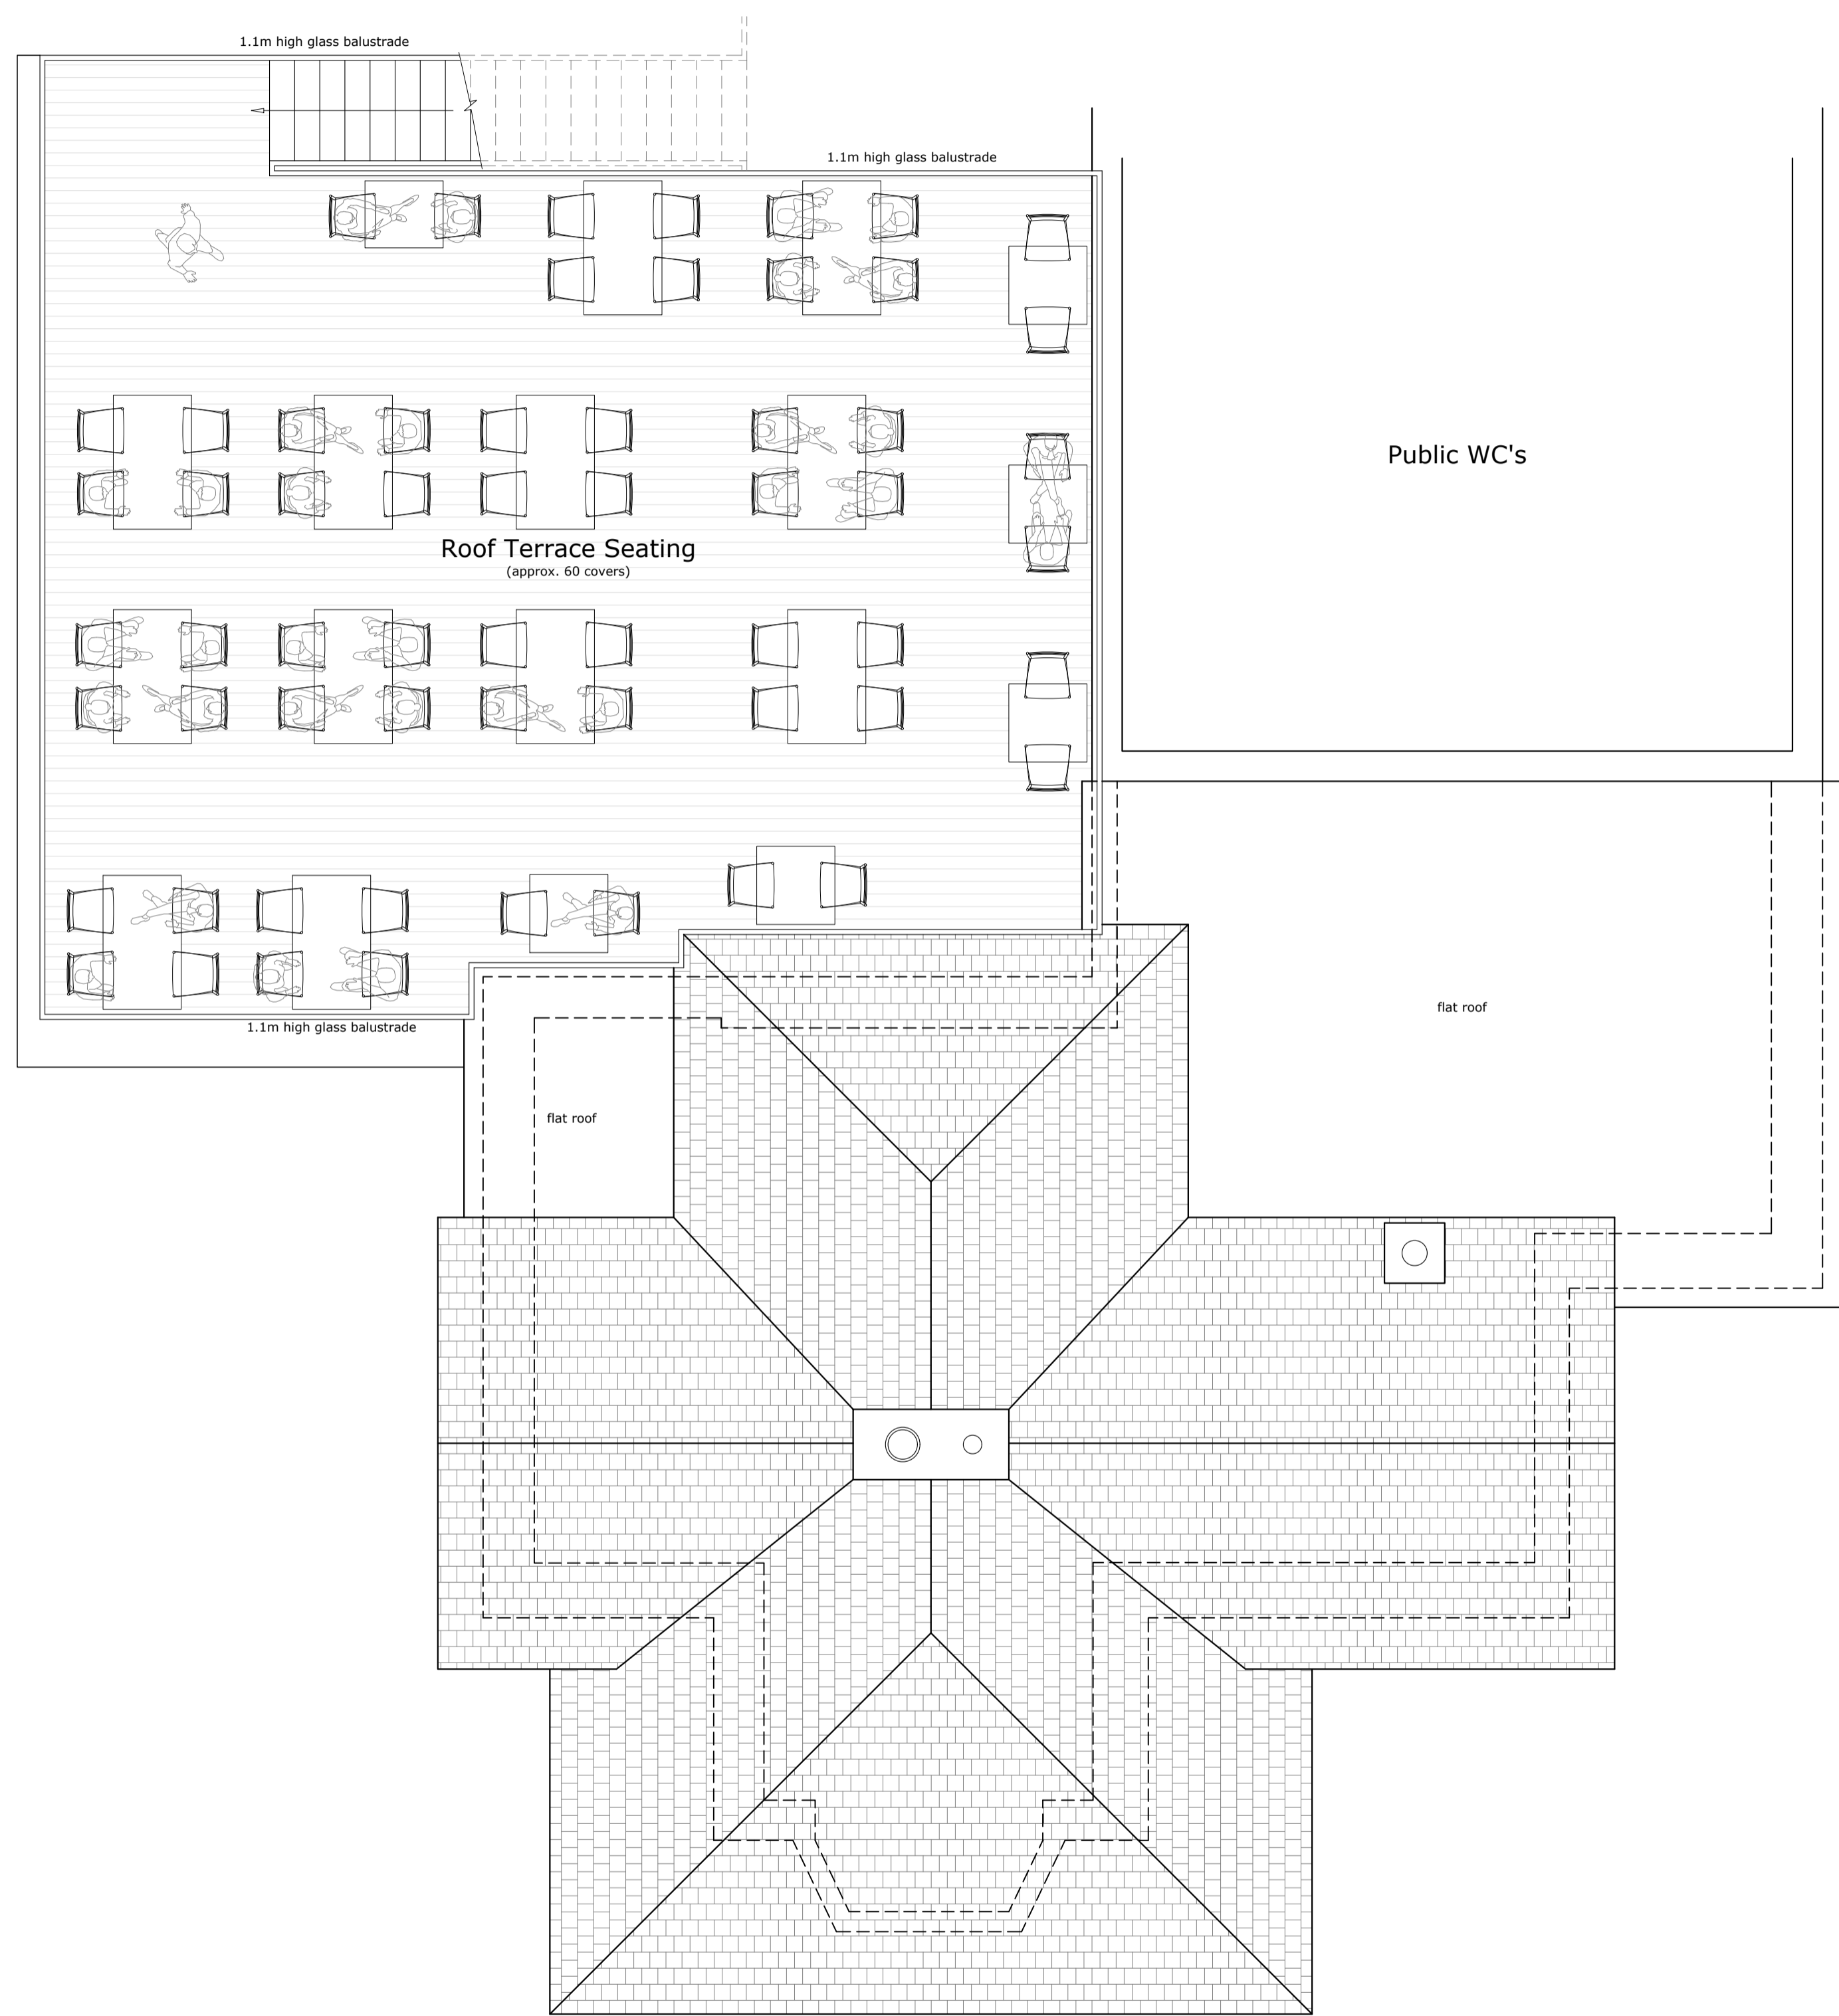 1.1m high glass balustrade
1.1m high glass balustrade
Public WC's
Roof Terrace Seating
(approx. 60 covers)
flat roof
1.1m high glass balustrade
flat roof